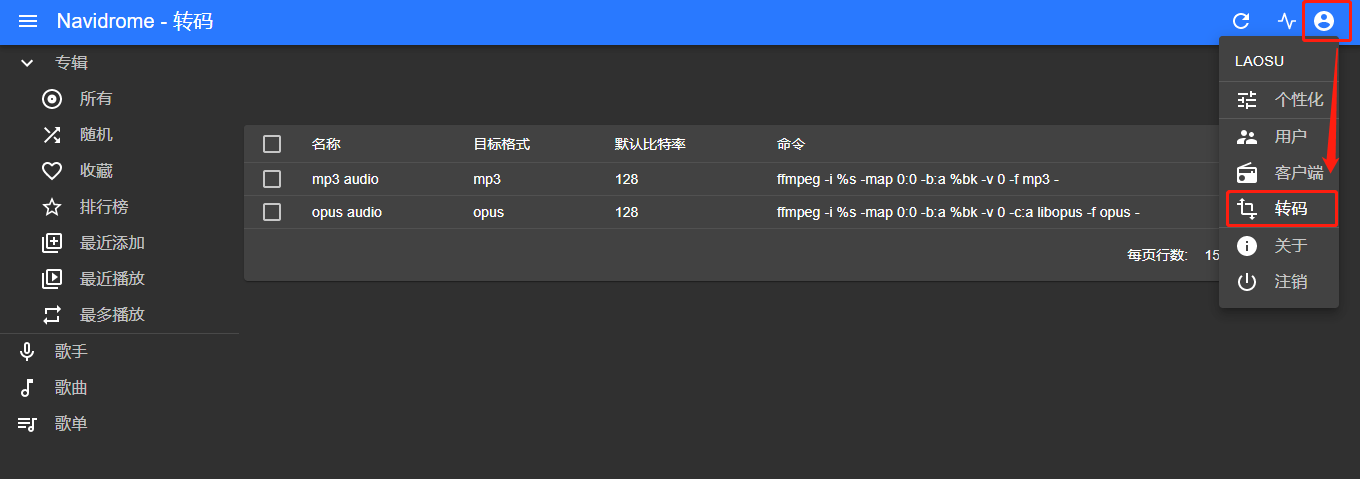 Navidrome - 转码
专辑
所有
随机
收藏
排行榜
最近添加
最近播放
最多播放
歌手
歌曲
歌单
名称 目标格式 默认比特率 命令
mp3 audio mp3 128 ffmpeg -i %s -map 0:0 -b:a %bk -v 0 -f mp3 -
opus audio opus 128 ffmpeg -i %s -map 0:0 -b:a %bk -v 0 -c:a libopus -f opus -
每页行数: 15
LAOSU
个性化
用户
客户端
转码
关于
注销